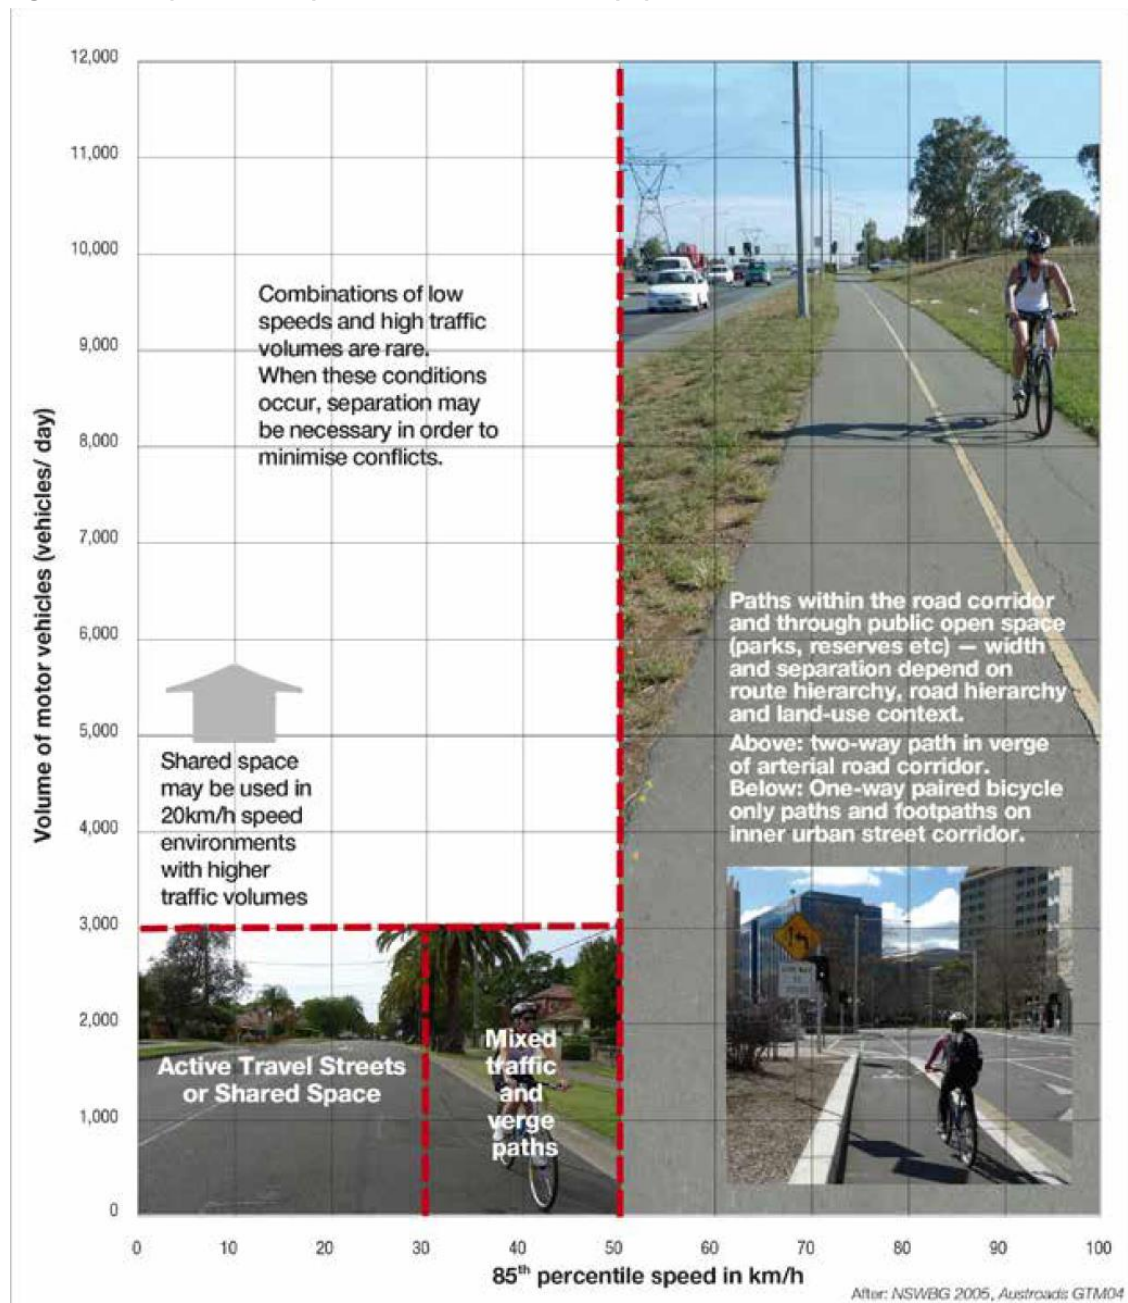 12,000
11,000
10,000
9,000
8,000
7,000
6,000
5,000
4,000
3,000
2,000
1,000
0
Volume of motor vehicles (vehicles/ day)
Combinations of low
speeds and high traffic
volumes are rare.
When these conditions
occur, separation may
be necessary in order to
minimise conflicts.
Shared space
may be used in
20km/h speed
environments
with higher
traffic volumes
Paths within the road corridor
and through public open space
(parks, reserves etc) — width
and separation depend on
route hierarchy, road hierarchy
and land-use context.
Above: two-way path in verge
of arterial road corridor.
Below: One-way paired bicycle
only paths and footpaths on
inner urban street corridor.
Active Travel Streets
or Shared Space
Mixed
traffic
and
verge
paths
0 10 20 30 40 50 60 70 80 90 100
85th percentile speed in km/h
After: NSWBG 2005, Austroads GTM04